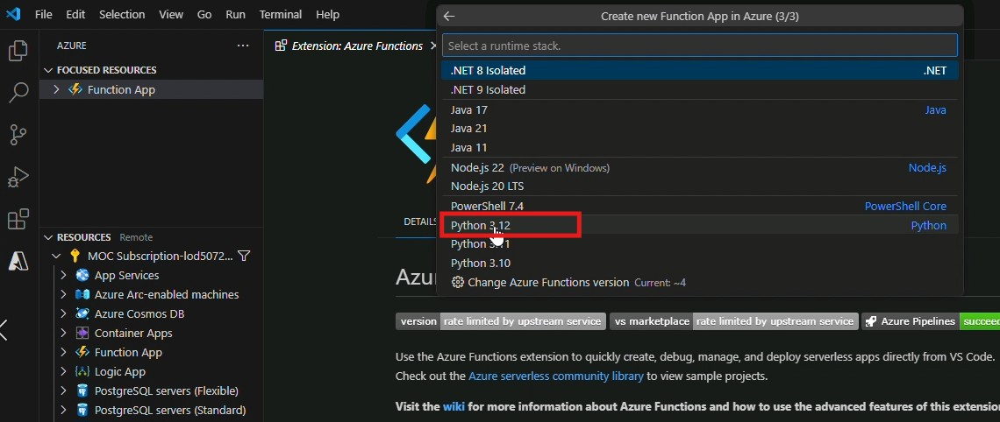 File Edit Selection View Go Run Terminal Help
Create new Function App in Azure (3/3)
AZURE
FOCUSED RESOURCES
Function App
RESOURCES Remote
MOC Subscription-lod5072...
App Services
Azure Arc-enabled machines
Azure Cosmos DB
Container Apps
Function App
Logic App
PostgreSQL servers (Flexible)
PostgreSQL servers (Standard)
Extension: Azure Functions
Select a runtime stack.
.NET 8 Isolated .NET
.NET 9 Isolated
Java 17 Java
Java 21
Java 11
Node.js 22 (Preview on Windows) Node.js
Node.js 20 LTS
PowerShell 7.4 PowerShell Core
Python 3.12 Python
Python 3.11
Python 3.10
Change Azure Functions version Current: ~4
DETAILS
Azu
version rate limited by upstream service vs marketplace rate limited by upstream service Azure Pipelines succeed
Use the Azure Functions extension to quickly create, debug, manage, and deploy serverless apps directly from VS Code.
Check out the Azure serverless community library to view sample projects.
Visit the wiki for more information about Azure Functions and how to use the advanced features of this extension